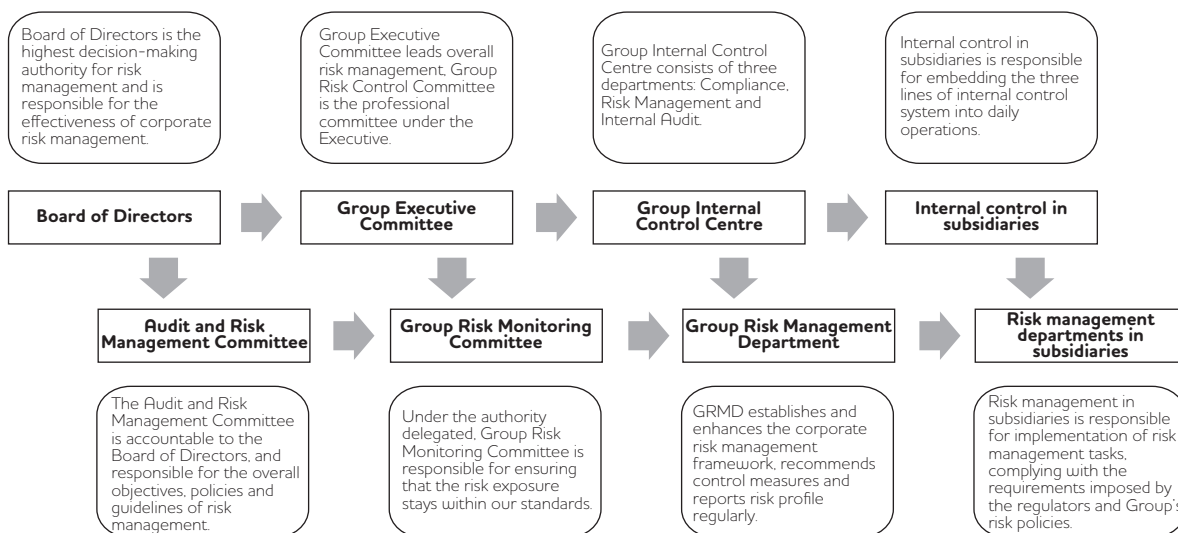 Board of Directors is the
highest decision-making
authority for risk
management and is
responsible for the
effectiveness of corporate
risk management.
Group Executive
Committee leads overall
risk management, Group
Risk Control Committee
is the professional
committee under the
Executive.
Group Internal Control
Centre consists of three
departments: Compliance,
Risk Management and
Internal Audit.
Internal control in
subsidiaries is responsible
for embedding the three
lines of internal control
system into daily
operations.
Board of Directors
Group Executive
Committee
Group Internal
Control Centre
Internal control in
subsidiaries
Audit and Risk
Management Committee
Group Risk Monitoring
Committee
Group Risk Management
Department
Risk management
departments in
subsidiaries
The Audit and Risk
Management Committee
is accountable to the
Board of Directors, and
responsible for the overall
objectives, policies and
guidelines of risk
management.
Under the authority
delegated, Group Risk
Monitoring Committee is
responsible for ensuring
that the risk exposure
stays within our standards.
GRMD establishes and
enhances the corporate
risk management
framework, recommends
control measures and
reports risk profile
regularly.
Risk management in
subsidiaries is responsible
for implementation of risk
management tasks,
complying with the
requirements imposed by
the regulators and Group's
risk policies.